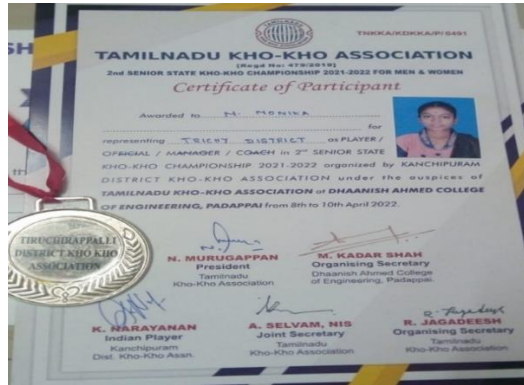 TNKKA/KDKKA/P/0491
TAMILNADU KHO-KHO ASSOCIATION
(Regd No: 479/2019)
2nd SENIOR STATE KHO-KHO CHAMPIONSHIP 2021-2022 FOR MEN & WOMEN
Certificate of Participant
Awarded to M. MONIKA
for
representing TRICHY DISTRICT as PLAYER /
OFFICIAL / MANAGER / COACH in 2nd SENIOR STATE
KHO-KHO CHAMPIONSHIP 2021-2022 organized by KANCHIPURAM
DISTRICT KHO-KHO ASSOCIATION under the auspices of
TAMILNADU KHO-KHO ASSOCIATION at DHAANISH AHMED COLLEGE
OF ENGINEERING, PADAPPAI from 8th to 10th April 2022.
TIRUCHIRAPPALLI
DISTRICT KHO KHO
ASSOCIATION
N. MURUGAPPAN
President
Tamilnadu
Kho-Kho Association
M. KADAR SHAH
Organising Secretary
Dhaanish Ahmed College
of Engineering, Padappai.
K. NARAYANAN
Indian Player
Kanchipuram
Dist. Kho-Kho Assn.
A. SELVAM, NIS
Joint Secretary
Tamilnadu
Kho-Kho Association
R. Jagadeesh
R. JAGADEESH
Organising Secretary
Tamilnadu
Kho-Kho Association